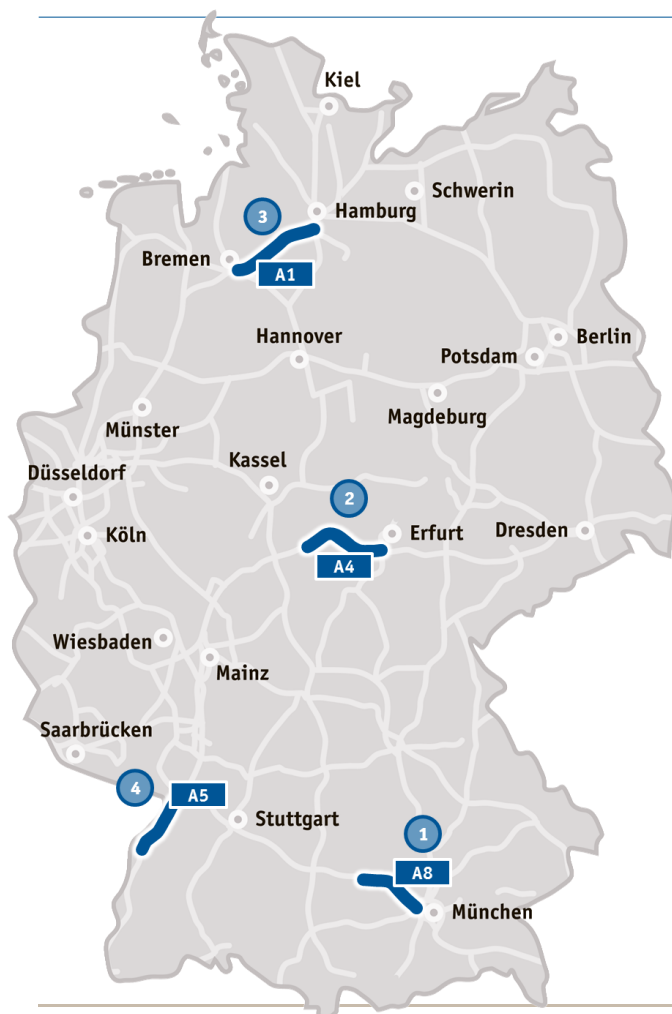 Kiel
Schwerin
3
Hamburg
Bremen
A1
Hannover
Berlin
Potsdam
Magdeburg
Münster
Kassel
Düsseldorf
2
Köln
Erfurt
Dresden
A4
Wiesbaden
Mainz
Saarbrücken
4
A5
Stuttgart
1
A8
München